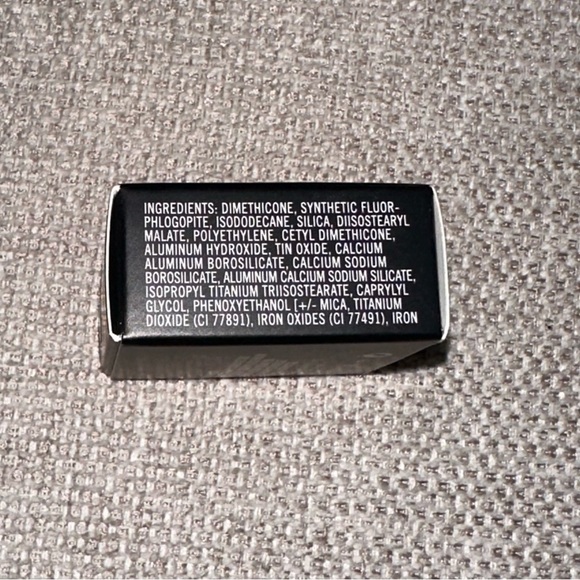 INGREDIENTS: DIMETHICONE, SYNTHETIC FLUOR-
PHLOGOPITE, ISODODECANE, SILICA, DIISOSTEARYL
MALATE, POLYETHYLENE, CETYL DIMETHICONE,
ALUMINUM HYDROXIDE, TIN OXIDE, CALCIUM
ALUMINUM BOROSILICATE, CALCIUM SODIUM
BOROSILICATE, ALUMINUM CALCIUM SODIUM SILICATE,
ISOPROPYL TITANIUM TRIISOSTEARATE, CAPRYLYL
GLYCOL, PHENOXYETHANOL [+/- MICA, TITANIUM
DIOXIDE (CI 77891), IRON OXIDES (CI 77491), IRON